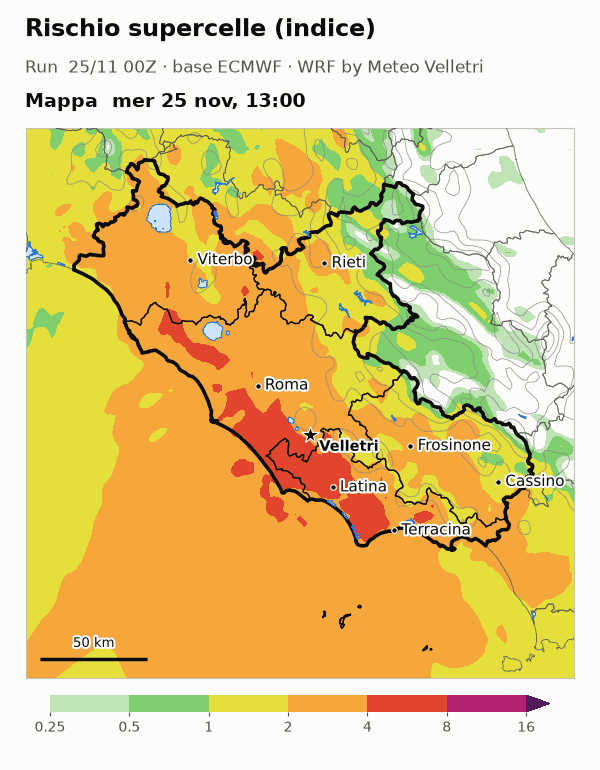 Rischio supercelle (indice)
Run  25/11 00Z · base ECMWF · WRF by Meteo Velletri
Mappa  mer 25 nov, 13:00
Viterbo
Rieti
Roma
Velletri
Frosinone
Cassino
Latina
Terracina
50 km
0.25 0.5 1 2 4 8 16